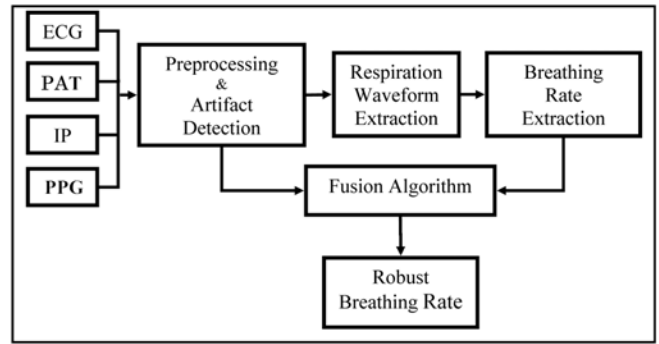 ECG
PAT
IP
PPG
Preprocessing
&
Artifact
Detection
Respiration
Waveform
Extraction
Breathing
Rate
Extraction
Fusion Algorithm
Robust
Breathing Rate